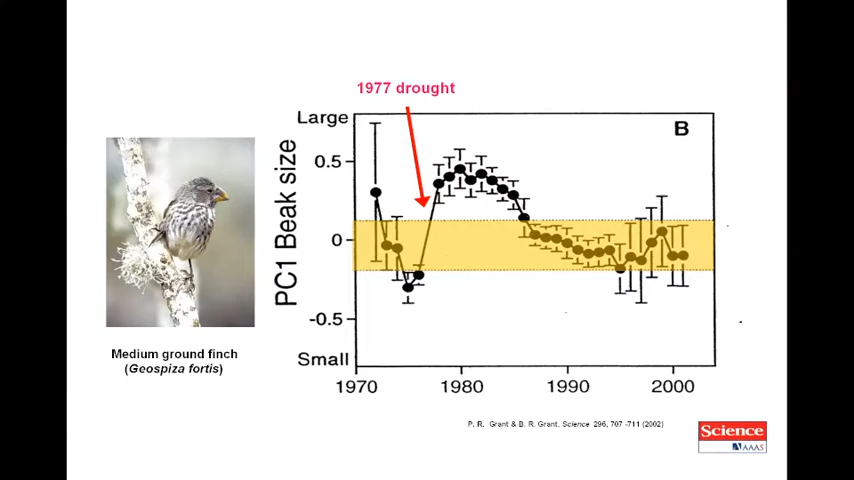 1977 drought
Large
B
0.5
0
-0.5
Small
PC1 Beak size
1970 1980 1990 2000
Medium ground finch
(Geospiza fortis)
P. R. Grant & B. R. Grant, Science 296, 707 -711 (2002)
Science
AAAS